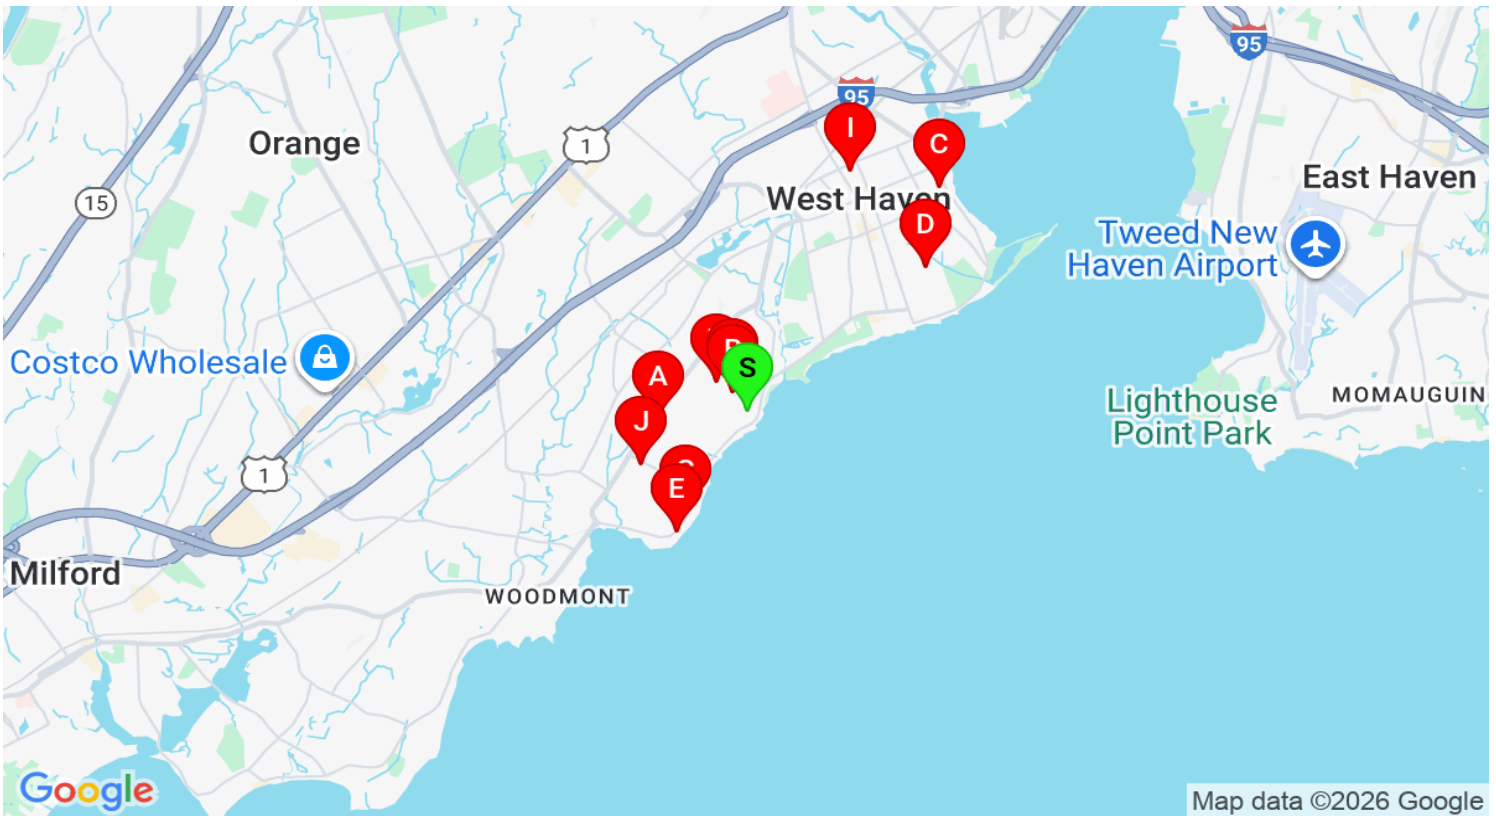 95
95
I
C
Orange
1
East Haven
15
West Haven
D
Tweed New
Haven Airport
Costco Wholesale
S
A
MOMAUGUIN
Lighthouse
Point Park
J
1
E
Milford
WOODMONT
Google
Map data ©2026 Google